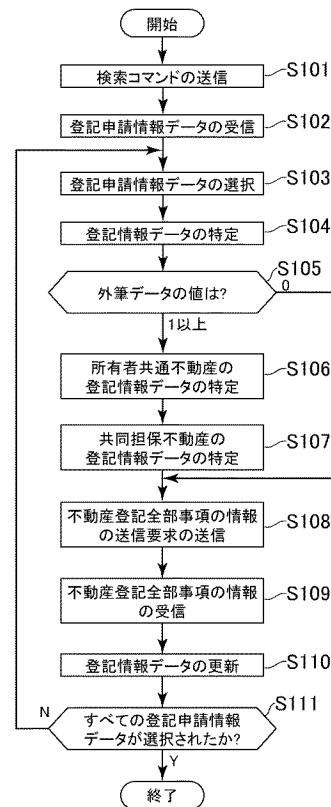 開始
検索コマンドの送信
S101
登記申請情報データの受信
S102
登記申請情報データの選択
S103
登記情報データの特定
S104
外筆データの値は?
S105
0
1以上
所有者共通不動産の
登記情報データの特定
S106
共同担保不動産の
登記情報データの特定
S107
不動産登記全部事項の情報
の送信要求の送信
S108
不動産登記全部事項の情報
の受信
S109
登記情報データの更新
S110
すべての登記申請情報
データが選択されたか?
S111
N
Y
終了